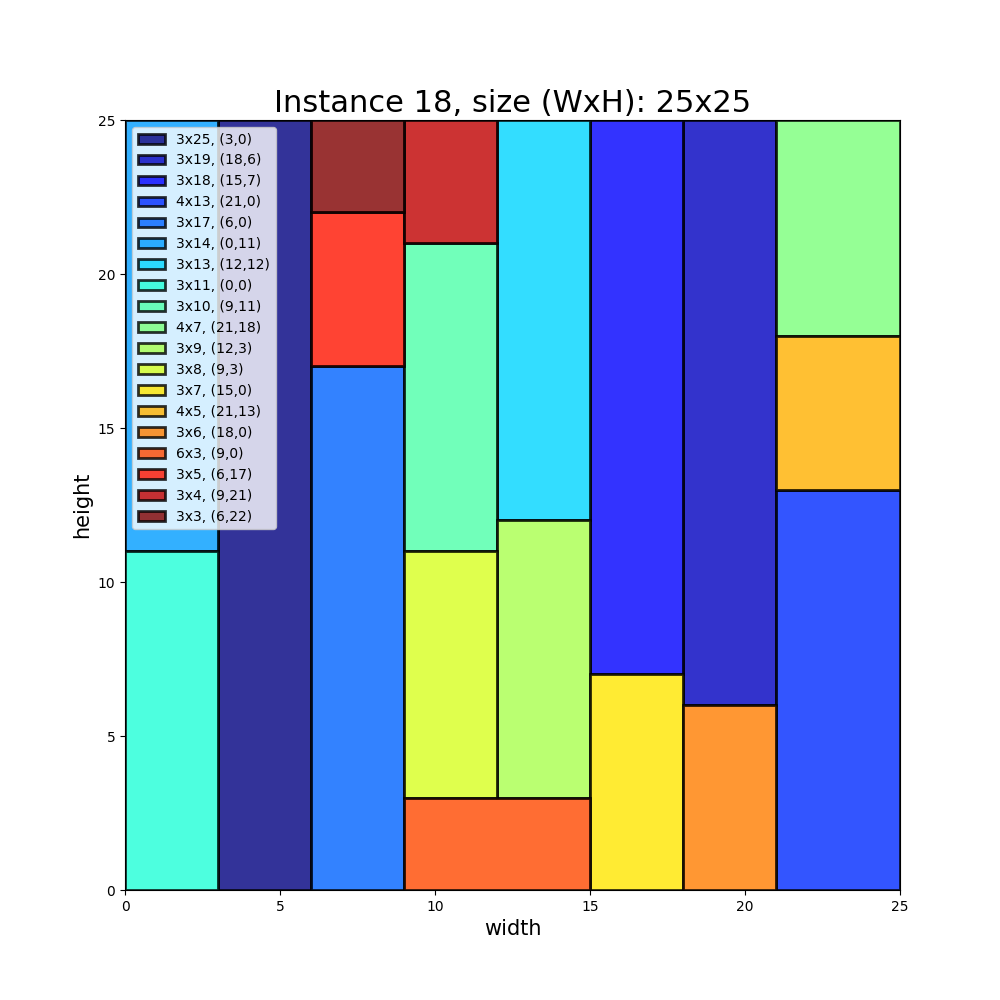 Instance 18, size (WxH): 25x25
3x25, (3,0)
3x19, (18,6)
3x18, (15,7)
4x13, (21,0)
3x17, (6,0)
3x14, (0,11)
3x13, (12,12)
3x11, (0,0)
3x10, (9,11)
4x7, (21,18)
3x9, (12,3)
3x8, (9,3)
3x7, (15,0)
4x5, (21,13)
3x6, (18,0)
6x3, (9,0)
3x5, (6,17)
3x4, (9,21)
3x3, (6,22)
height
25
20
15
10
5
0
0 5 10 15 20 25
width